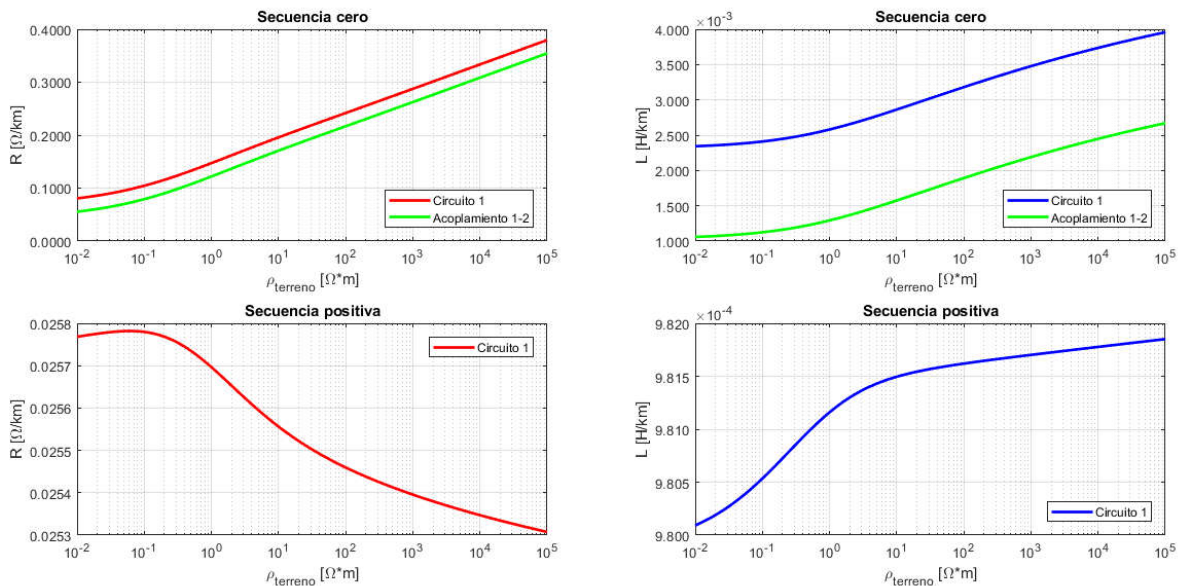 Secuencia cero
0.4000
0.3000
0.2000
0.1000
0.0000
R [Ω/km]
Circuito 1
Acoplamiento 1-2
10^-2 10^-1 10^0 10^1 10^2 10^3 10^4 10^5
ρ_terreno [Ω*m]
Secuencia cero
×10^-3
4.000
3.500
3.000
2.500
2.000
1.500
1.000
L [H/km]
Circuito 1
Acoplamiento 1-2
10^-2 10^-1 10^0 10^1 10^2 10^3 10^4 10^5
ρ_terreno [Ω*m]
Secuencia positiva
0.0258
0.0257
0.0256
0.0255
0.0254
0.0253
R [Ω/km]
Circuito 1
10^-2 10^-1 10^0 10^1 10^2 10^3 10^4 10^5
ρ_terreno [Ω*m]
Secuencia positiva
×10^-4
9.820
9.815
9.810
9.805
9.800
L [H/km]
Circuito 1
10^-2 10^-1 10^0 10^1 10^2 10^3 10^4 10^5
ρ_terreno [Ω*m]